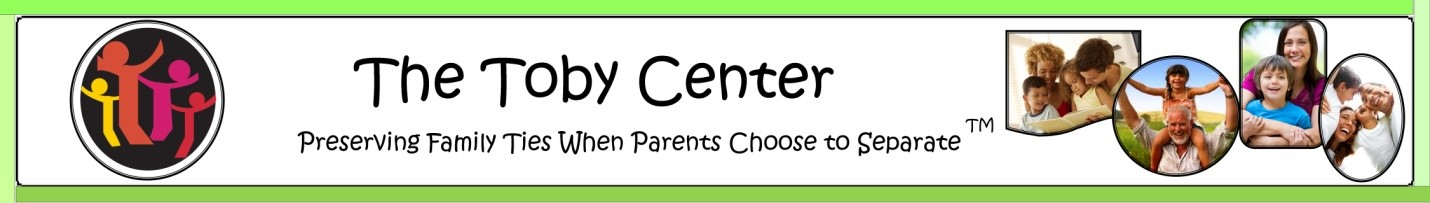 The Toby Center
Preserving Family Ties When Parents Choose to Separate TM